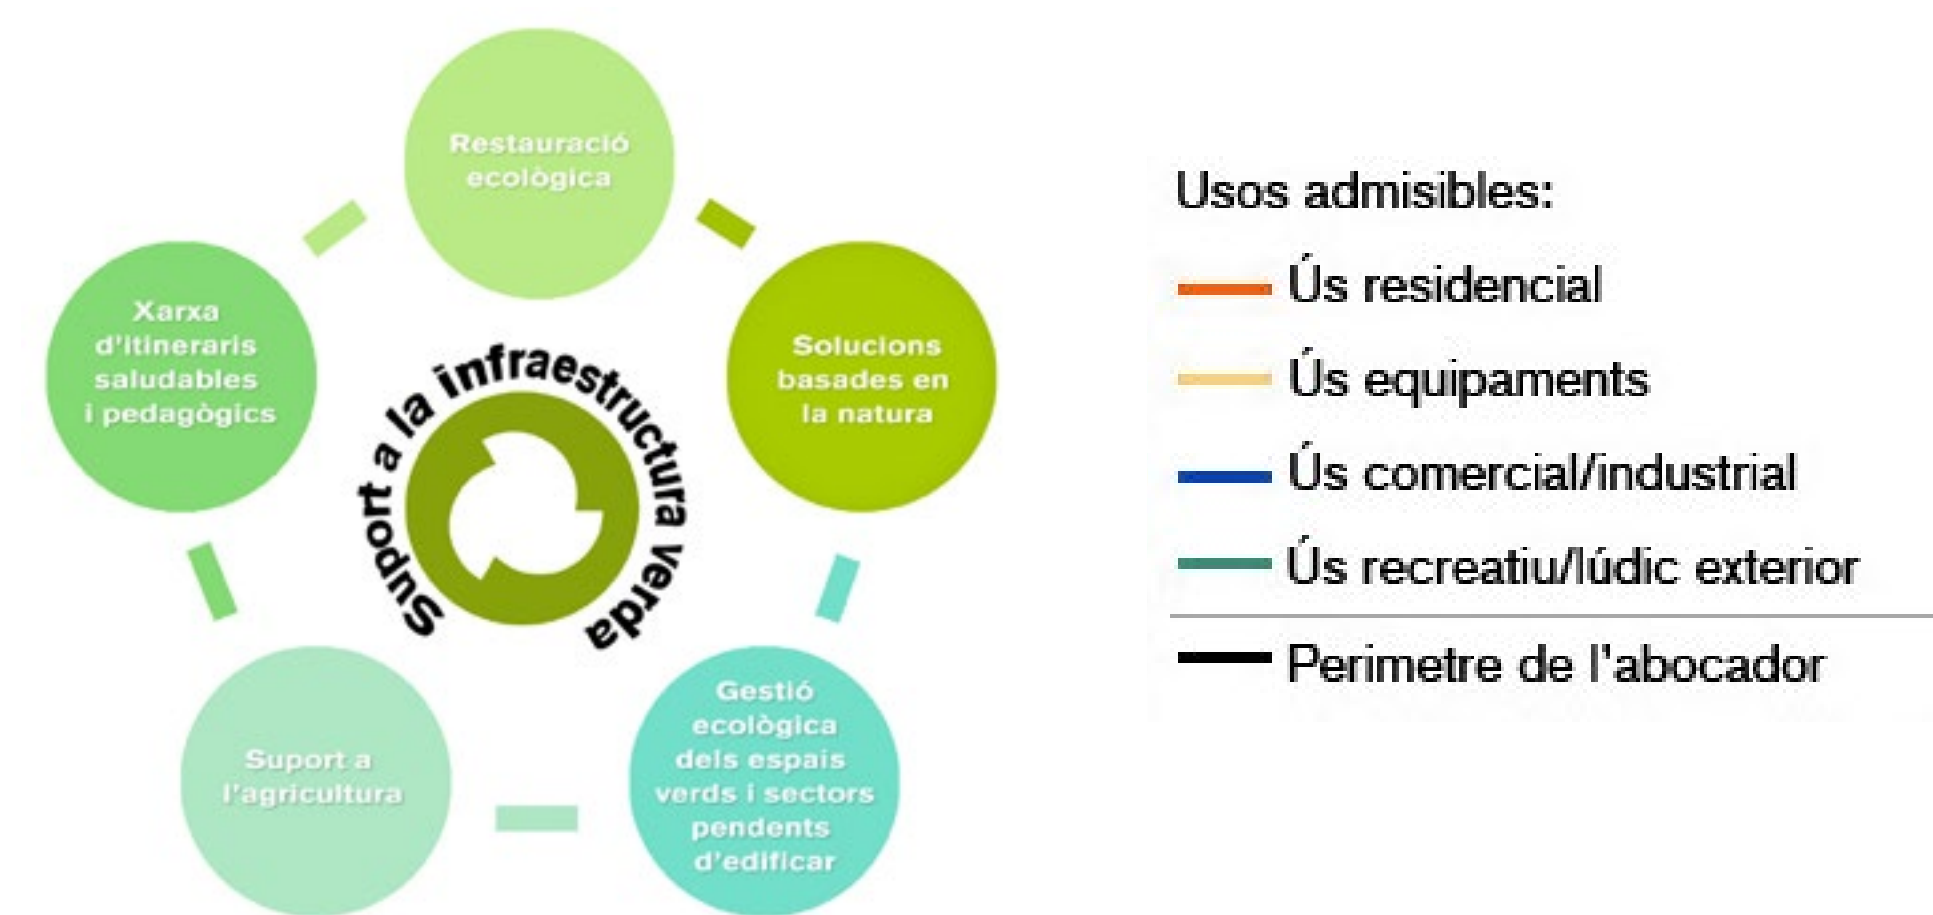 Restauració
ecològica
Xarxa
d'itineraris
saludables
i pedagògics
Solucions
basades en
la natura
Suport a la infraestructura verda
Suport a
l'agricultura
Gestió
ecològica
dels espais
verds i sectors
pendents
d'edificar
Usos admisibles:
Ús residencial
Ús equipaments
Ús comercial/industrial
Ús recreatiu/lúdic exterior
Perimetre de l'abocador